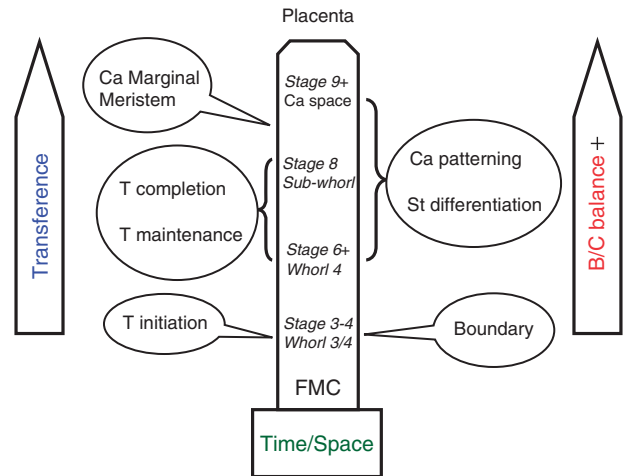 Placenta
Transference
Ca Marginal
Meristem
T completion
T maintenance
T initiation
Stage 9+
Ca space
Stage 8
Sub-whorl
Stage 6+
Whorl 4
Stage 3-4
Whorl 3/4
FMC
Time/Space
Ca patterning
St differentiation
Boundary
B/C balance +